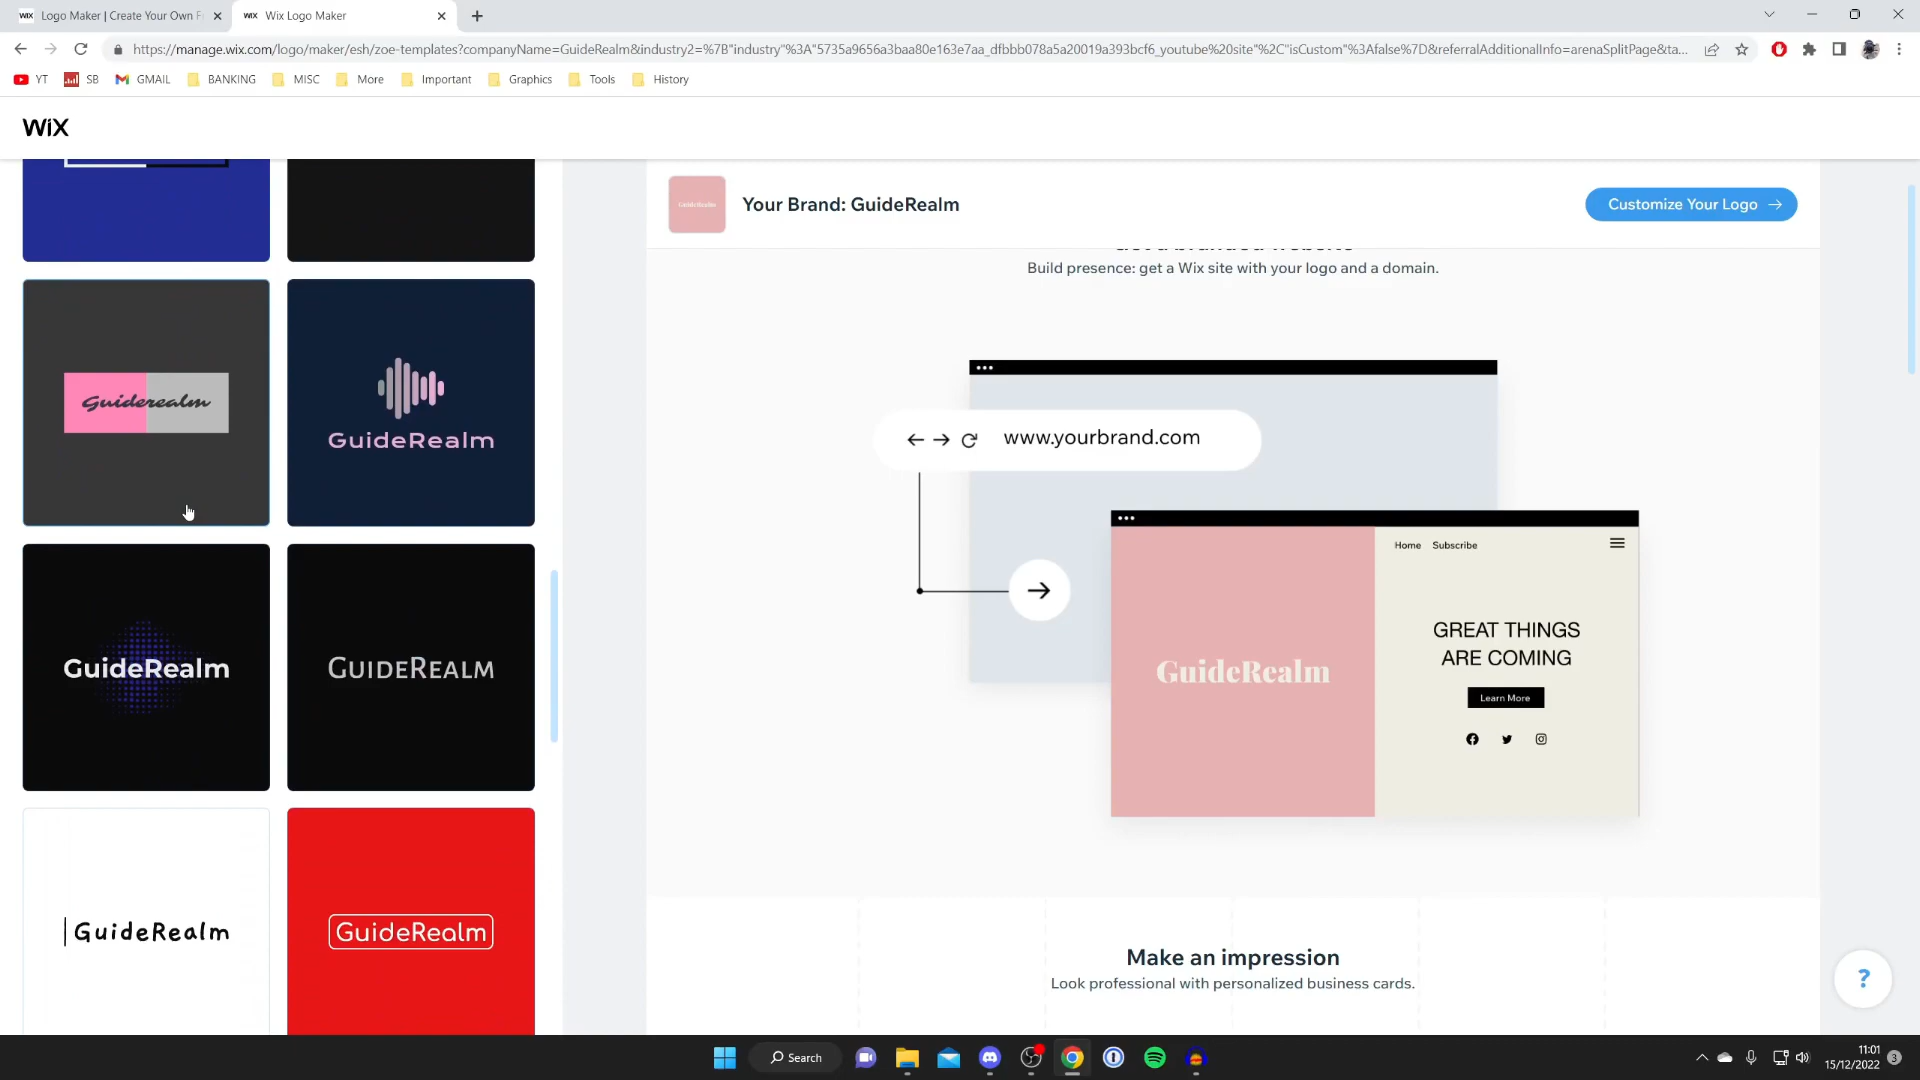 WiX Logo Maker | Create Your Own F
WiX Wix Logo Maker
https://manage.wix.com/logo/maker/esh/zoe-templates?companyName=GuideRealm&industry2=%7B"industry"%3A"5735a9656a3baa80e163e7aa_dfbbb078a5a20019a393bcf6_youtube%20site"%2C"isCustom"%3Afalse%7D&referralAdditionalInfo=arenaSplitPage&ta...
YT SB GMAIL BANKING MISC More Important Graphics Tools History
WiX
GuideRealm
Your Brand: GuideRealm
Customize Your Logo →
Build presence: get a Wix site with your logo and a domain.
Guiderealm
GuideRealm
www.yourbrand.com
Home Subscribe
GREAT THINGS
ARE COMING
Learn More
GuideRealm
GuideRealm
GUIDEREALM
GuideRealm
GuideRealm
Make an impression
Look professional with personalized business cards.
?
Search
11:01
15/12/2022
3